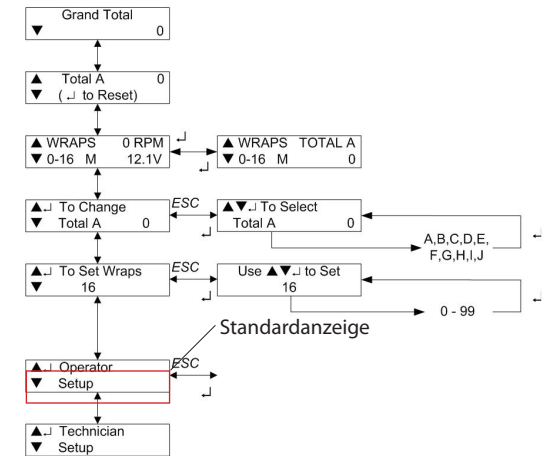 Grand Total
▼ 0
▲ Total A 0
▼ ( ↵ to Reset)
▲ WRAPS 0 RPM
▼ 0-16 M 12.1V
↵
↵
▲ WRAPS TOTAL A
▼ 0-16 M 0
▲↵ To Change
▼ Total A 0
ESC
↵
▲▼↵ To Select
Total A 0
A,B,C,D,E,
F,G,H,I,J
↵
▲↵ To Set Wraps
▼ 16
ESC
↵
Use ▲▼↵ to Set
16
0 - 99
↵
Standardanzeige
▲↵ Operator
▼ Setup
ESC
↵
▲↵ Technician
▼ Setup